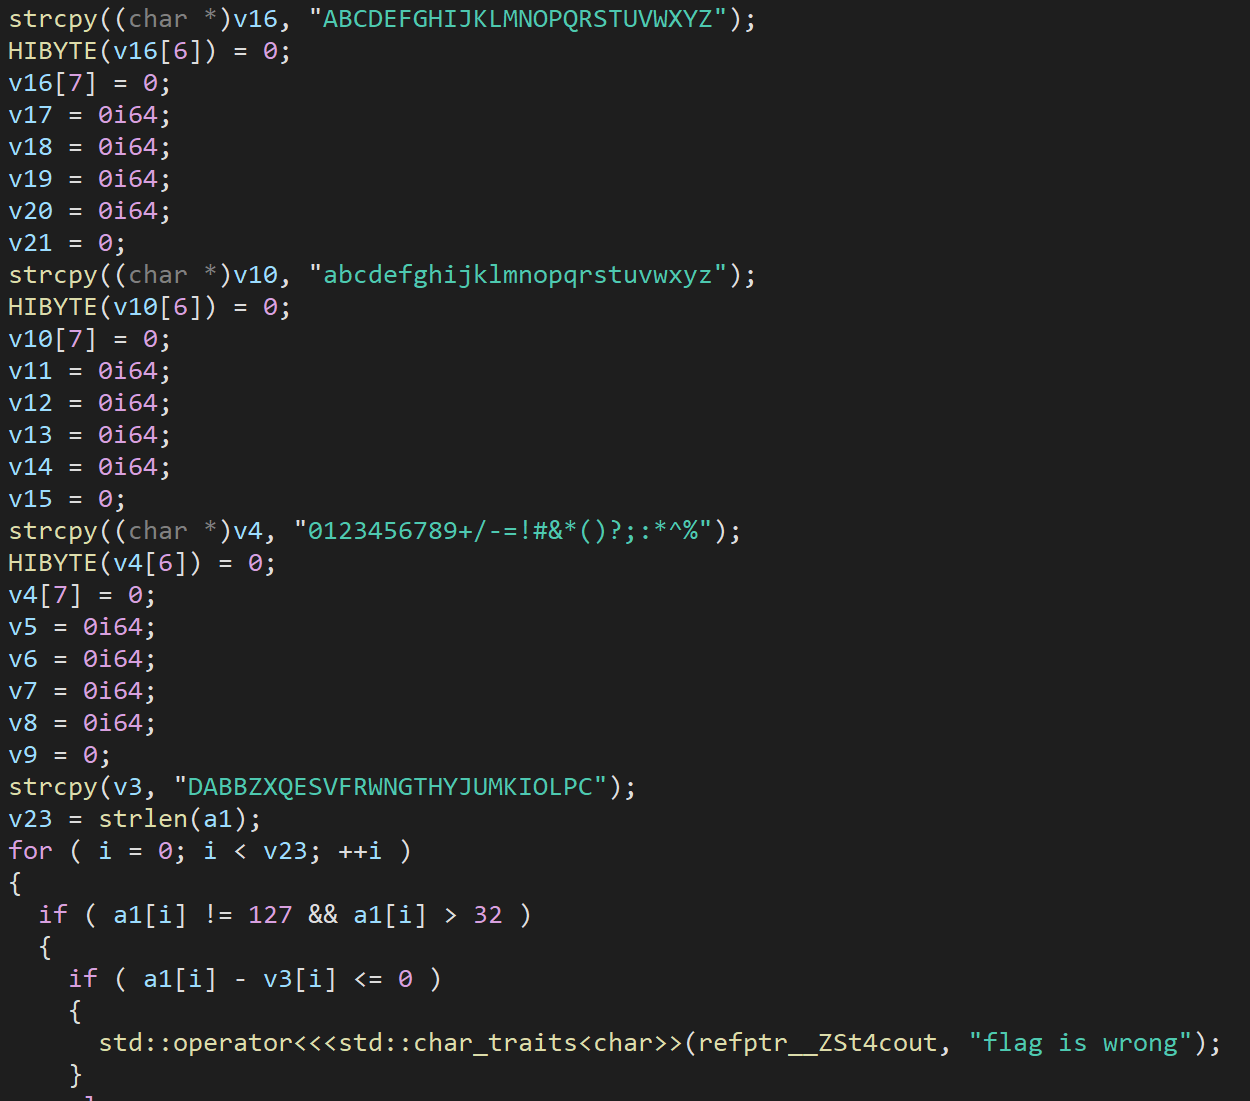 strcpy((char *)v16, "ABCDEFGHIJKLMNOPQRSTUVWXYZ");
HIBYTE(v16[6]) = 0;
v16[7] = 0;
v17 = 0i64;
v18 = 0i64;
v19 = 0i64;
v20 = 0i64;
v21 = 0;
strcpy((char *)v10, "abcdefghijklmnopqrstuvwxyz");
HIBYTE(v10[6]) = 0;
v10[7] = 0;
v11 = 0i64;
v12 = 0i64;
v13 = 0i64;
v14 = 0i64;
v15 = 0;
strcpy((char *)v4, "0123456789+/-=!#&*()?;:*^%");
HIBYTE(v4[6]) = 0;
v4[7] = 0;
v5 = 0i64;
v6 = 0i64;
v7 = 0i64;
v8 = 0i64;
v9 = 0;
strcpy(v3, "DABBZXQESVFRWNGTHYJUMKIOLPC");
v23 = strlen(a1);
for ( i = 0; i < v23; ++i )
{
  if ( a1[i] != 127 && a1[i] > 32 )
  {
    if ( a1[i] - v3[i] <= 0 )
    {
      std::operator<<<std::char_traits<char>>(refptr__ZSt4cout, "flag is wrong");
    }